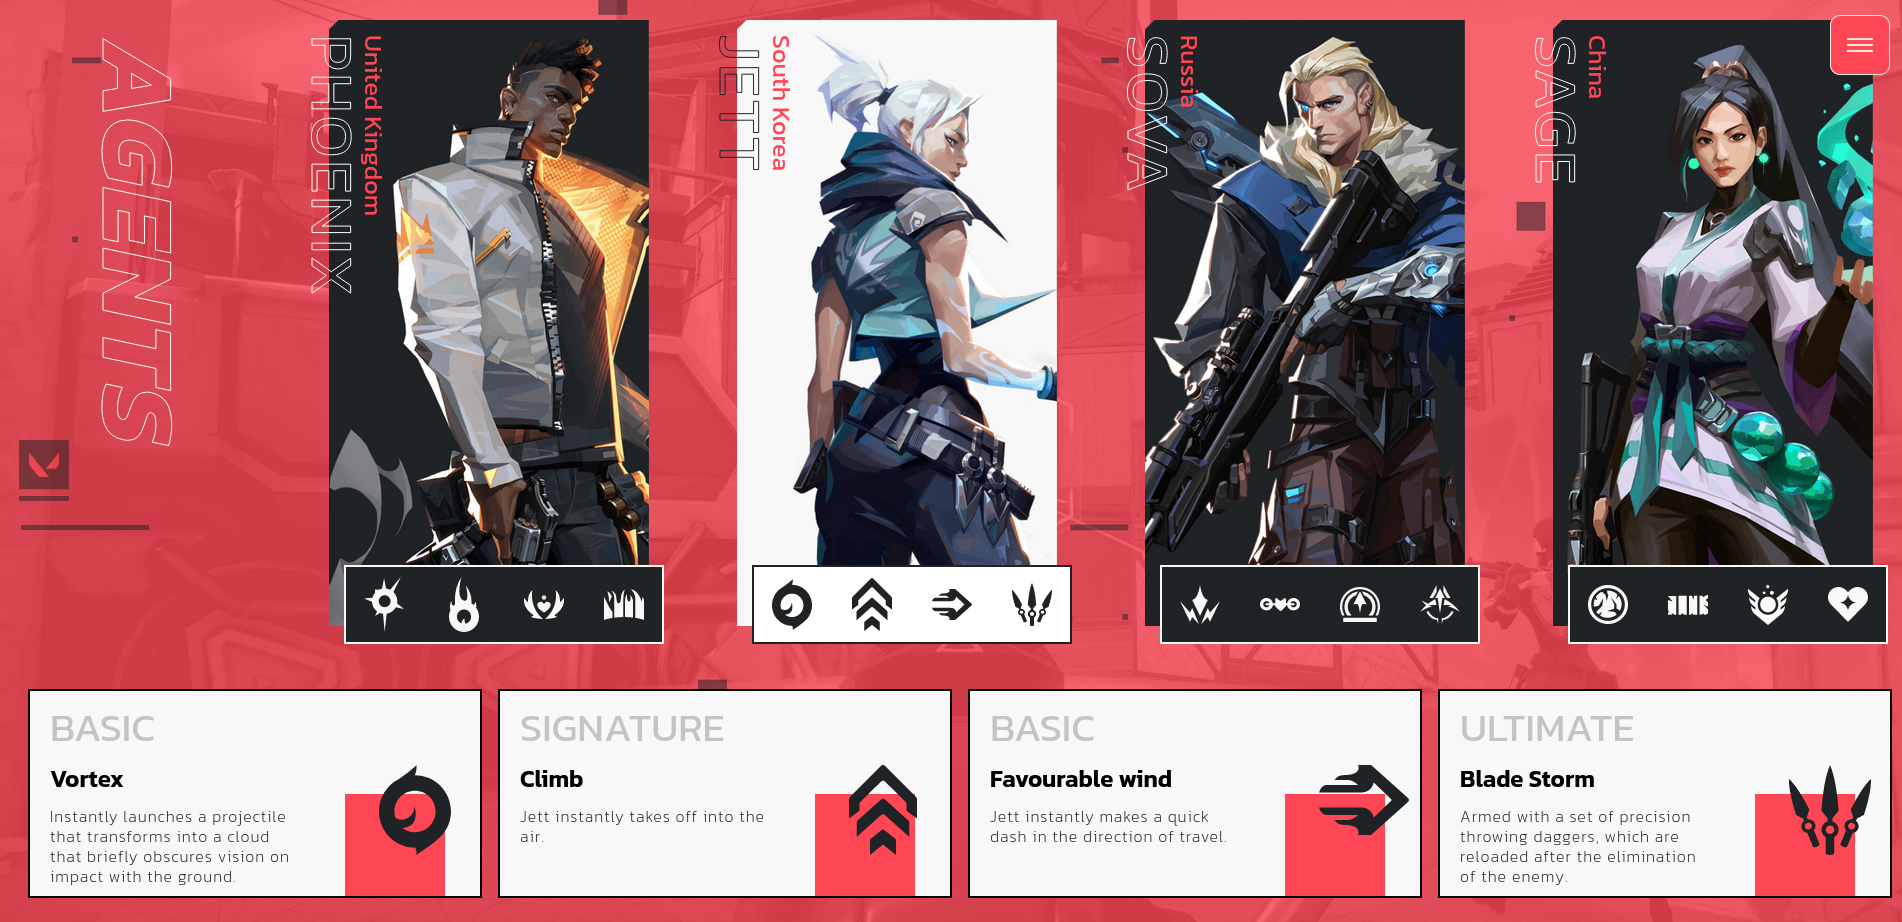 AGENTS
PHOENIX
United Kingdom
JETT
South Korea
SOVA
Russia
SAGE
China
BASIC
Vortex
Instantly launches a projectile
that transforms into a cloud
that briefly obscures vision on
impact with the ground.
SIGNATURE
Climb
Jett instantly takes off into the
air.
BASIC
Favourable wind
Jett instantly makes a quick
dash in the direction of travel.
ULTIMATE
Blade Storm
Armed with a set of precision
throwing daggers, which are
reloaded after the elimination
of the enemy.